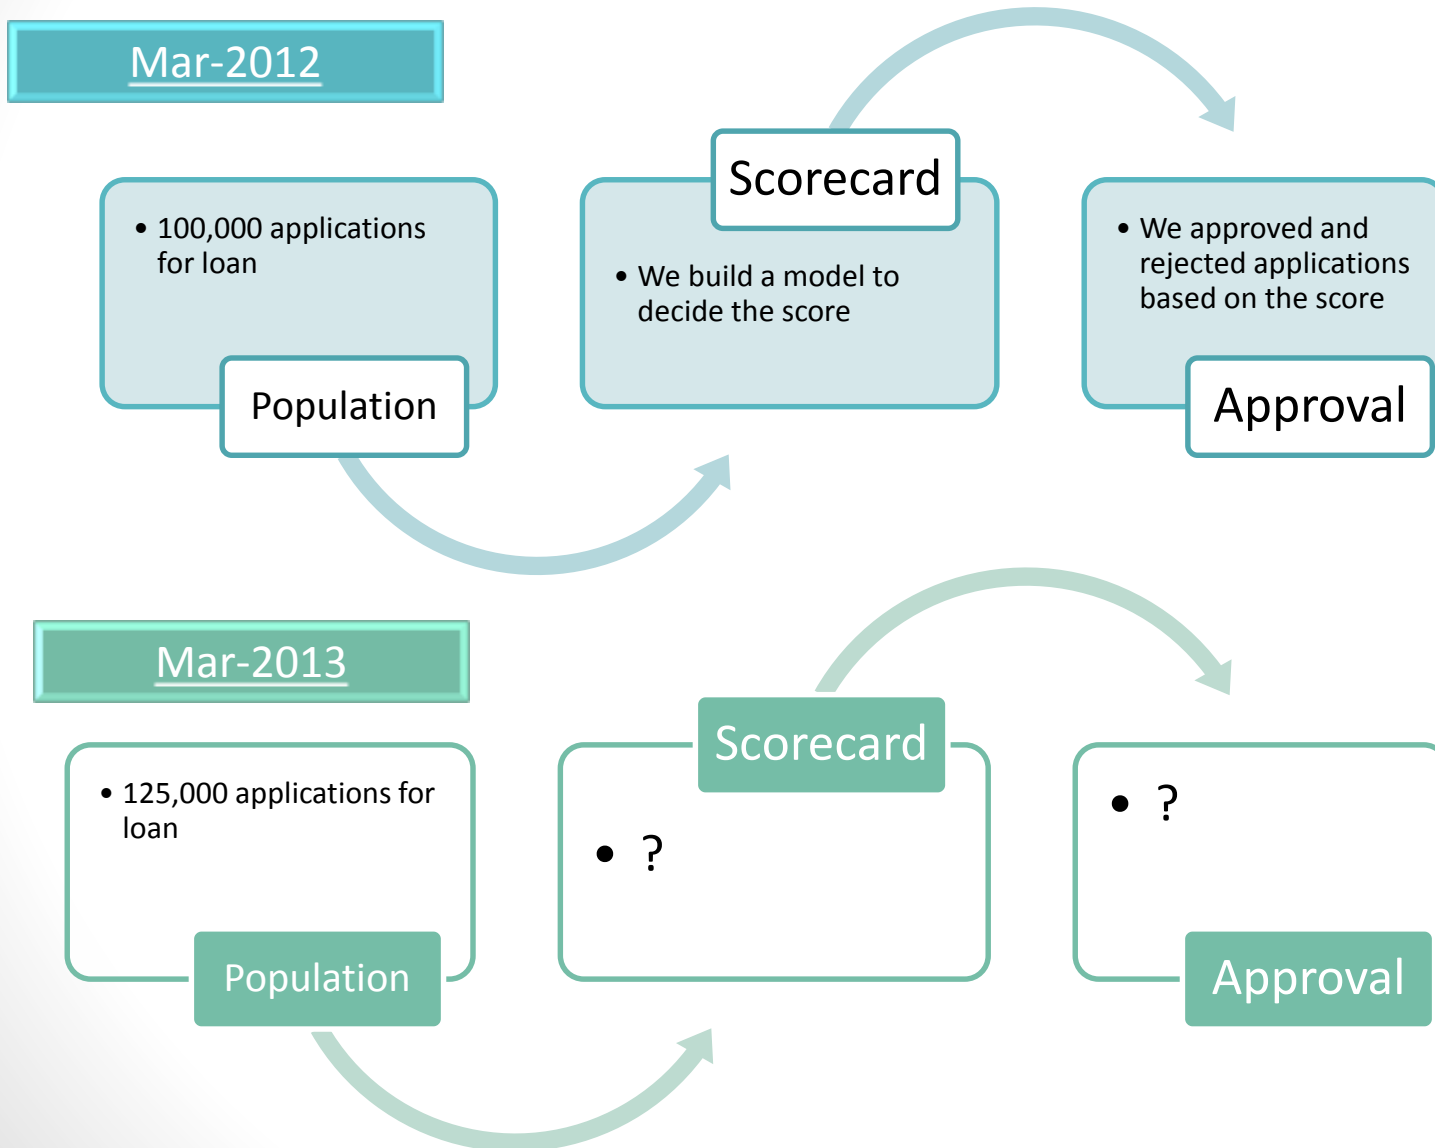 Mar-2012
• 100,000 applications
for loan
Population
Scorecard
• We build a model to
decide the score
• We approved and
rejected applications
based on the score
Approval
Mar-2013
• 125,000 applications for
loan
Population
Scorecard
• ?
• ?
Approval